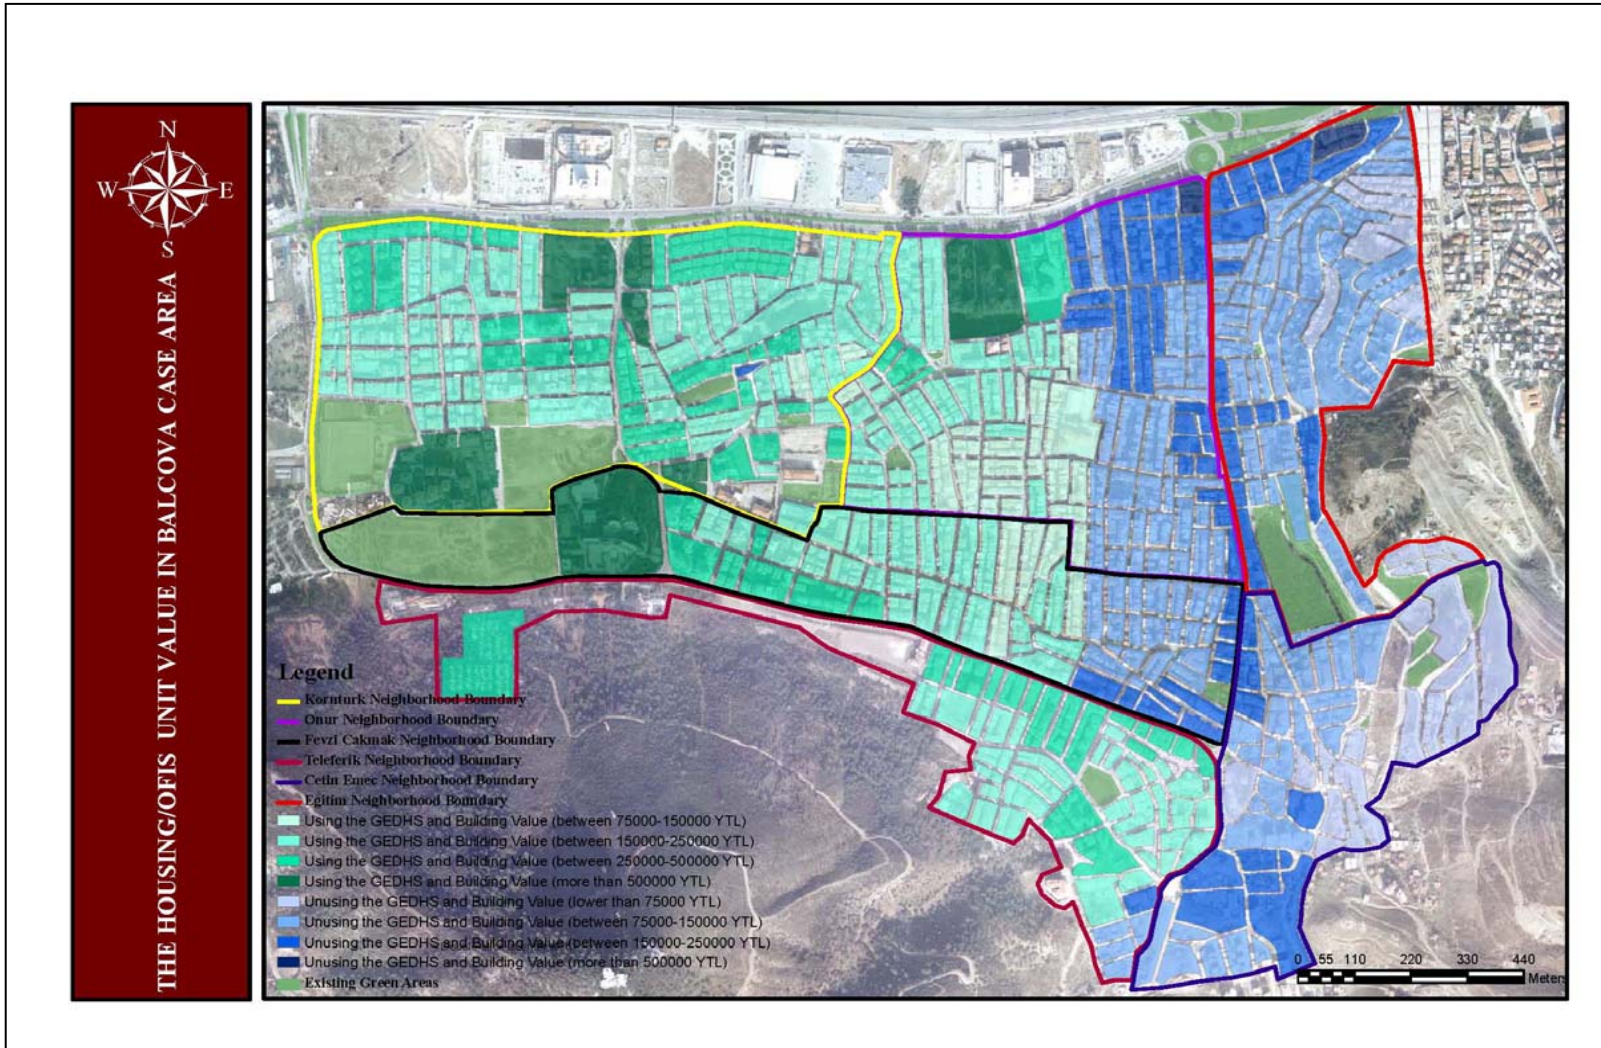 N
W E
S
THE HOUSING/OFIS UNIT VALUE IN BALCOVA CASE AREA
Legend
Kornturk Neighborhood Boundary
Onur Neighborhood Boundary
Fevzi Cakmak Neighborhood Boundary
Teleferik Neighborhood Boundary
Cetin Emec Neighborhood Boundary
Egitim Neighborhood Boundary
Using the GEDHS and Building Value (between 75000-150000 YTL)
Using the GEDHS and Building Value (between 150000-250000 YTL)
Using the GEDHS and Building Value (between 250000-500000 YTL)
Using the GEDHS and Building Value (more than 500000 YTL)
Unusing the GEDHS and Building Value (lower than 75000 YTL)
Unusing the GEDHS and Building Value (between 75000-150000 YTL)
Unusing the GEDHS and Building Value (between 150000-250000 YTL)
Unusing the GEDHS and Building Value (more than 500000 YTL)
Existing Green Areas
0 55 110 220 330 440
Meters